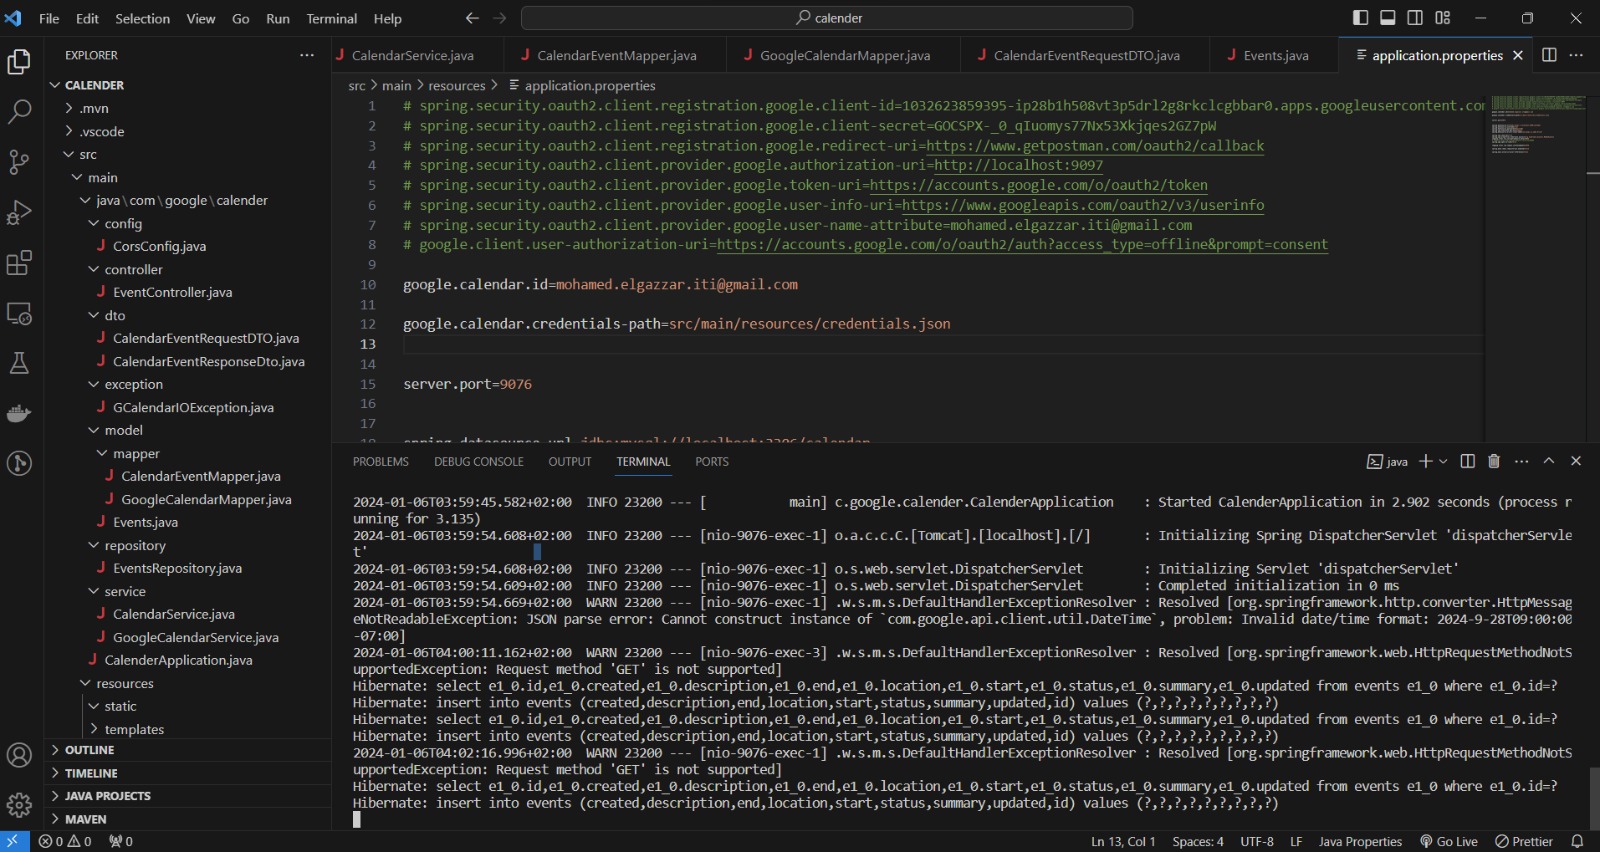 File Edit Selection View Go Run Terminal Help
calender
EXPLORER
CALENDER
.mvn
.vscode
src
main
java\com\google\calender
config
CorsConfig.java
controller
EventController.java
dto
CalendarEventRequestDTO.java
CalendarEventResponseDto.java
exception
GCalendarIOException.java
model
mapper
CalendarEventMapper.java
GoogleCalendarMapper.java
Events.java
repository
EventsRepository.java
service
CalendarService.java
GoogleCalendarService.java
CalenderApplication.java
resources
static
templates
OUTLINE
TIMELINE
JAVA PROJECTS
MAVEN
CalendarService.java CalendarEventMapper.java GoogleCalendarMapper.java CalendarEventRequestDTO.java Events.java application.properties
src > main > resources > application.properties
1 # spring.security.oauth2.client.registration.google.client-id=1032623859395-ip28b1h508vt3p5drl2g8rkclcgbbar0.apps.googleusercontent.com
2 # spring.security.oauth2.client.registration.google.client-secret=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
3 # spring.security.oauth2.client.registration.google.redirect-uri=https://www.getpostman.com/oauth2/callback
4 # spring.security.oauth2.client.provider.google.authorization-uri=http://localhost:9097
5 # spring.security.oauth2.client.provider.google.token-uri=https://accounts.google.com/o/oauth2/token
6 # spring.security.oauth2.client.provider.google.user-info-uri=https://www.googleapis.com/oauth2/v3/userinfo
7 # spring.security.oauth2.client.provider.google.user-name-attribute=mohamed.elgazzar.iti@gmail.com
8 # google.client.user-authorization-uri=https://accounts.google.com/o/oauth2/auth?access_type=offline&prompt=consent
9
10 google.calendar.id=mohamed.elgazzar.iti@gmail.com
11
12 google.calendar.credentials-path=src/main/resources/credentials.json
13
14
15 server.port=9076
16
17
18 spring.datasource.url=jdbc:mysql://localhost:3306/calendar
PROBLEMS DEBUG CONSOLE OUTPUT TERMINAL PORTS java
2024-01-06T03:59:45.582+02:00 INFO 23200 --- [ main] c.google.calender.CalenderApplication : Started CalenderApplication in 2.902 seconds (process r
unning for 3.135)
2024-01-06T03:59:54.608+02:00 INFO 23200 --- [nio-9076-exec-1] o.a.c.c.C.[Tomcat].[localhost].[/] : Initializing Spring DispatcherServlet 'dispatcherServle
t'
2024-01-06T03:59:54.608+02:00 INFO 23200 --- [nio-9076-exec-1] o.s.web.servlet.DispatcherServlet : Initializing Servlet 'dispatcherServlet'
2024-01-06T03:59:54.609+02:00 INFO 23200 --- [nio-9076-exec-1] o.s.web.servlet.DispatcherServlet : Completed initialization in 0 ms
2024-01-06T03:59:54.669+02:00 WARN 23200 --- [nio-9076-exec-1] .w.s.m.s.DefaultHandlerExceptionResolver : Resolved [org.springframework.http.converter.HttpMessag
eNotReadableException: JSON parse error: Cannot construct instance of `com.google.api.client.util.DateTime`, problem: Invalid date/time format: 2024-9-28T09:00:00
-07:00]
2024-01-06T04:00:11.162+02:00 WARN 23200 --- [nio-9076-exec-3] .w.s.m.s.DefaultHandlerExceptionResolver : Resolved [org.springframework.web.HttpRequestMethodNotS
upportedException: Request method 'GET' is not supported]
Hibernate: select e1_0.id,e1_0.created,e1_0.description,e1_0.end,e1_0.location,e1_0.start,e1_0.status,e1_0.summary,e1_0.updated from events e1_0 where e1_0.id=?
Hibernate: insert into events (created,description,end,location,start,status,summary,updated,id) values (?,?,?,?,?,?,?,?,?)
Hibernate: select e1_0.id,e1_0.created,e1_0.description,e1_0.end,e1_0.location,e1_0.start,e1_0.status,e1_0.summary,e1_0.updated from events e1_0 where e1_0.id=?
Hibernate: insert into events (created,description,end,location,start,status,summary,updated,id) values (?,?,?,?,?,?,?,?,?)
2024-01-06T04:02:16.996+02:00 WARN 23200 --- [nio-9076-exec-1] .w.s.m.s.DefaultHandlerExceptionResolver : Resolved [org.springframework.web.HttpRequestMethodNotS
upportedException: Request method 'GET' is not supported]
Hibernate: select e1_0.id,e1_0.created,e1_0.description,e1_0.end,e1_0.location,e1_0.start,e1_0.status,e1_0.summary,e1_0.updated from events e1_0 where e1_0.id=?
Hibernate: insert into events (created,description,end,location,start,status,summary,updated,id) values (?,?,?,?,?,?,?,?,?)
0 0 0 Ln 13, Col 1 Spaces: 4 UTF-8 LF Java Properties Go Live Prettier